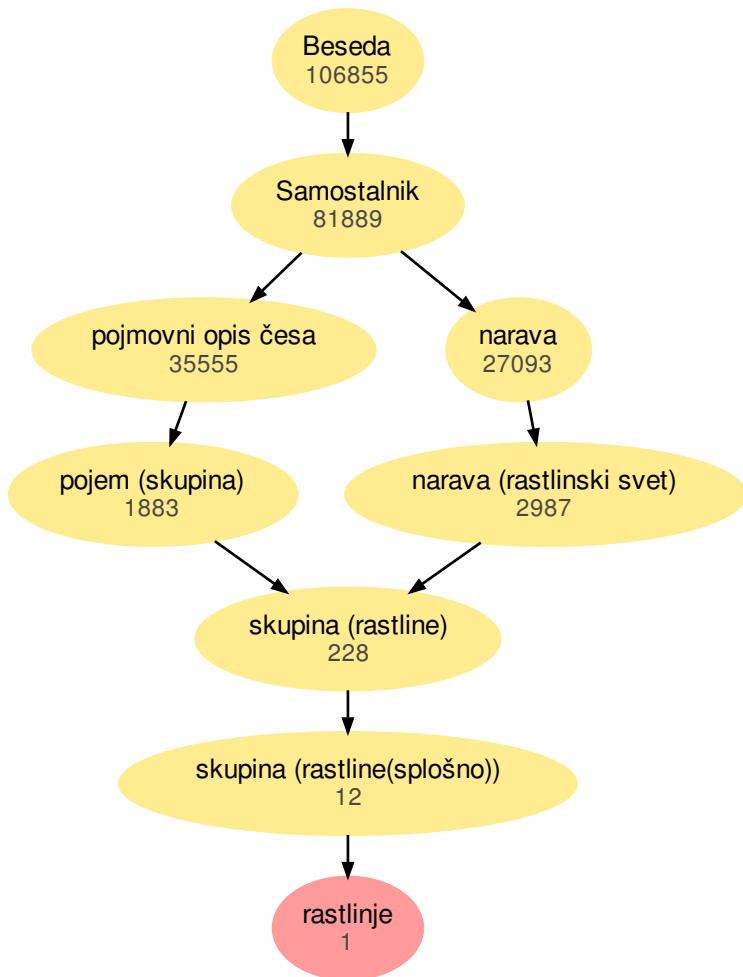 Beseda
106855
Samostalnik
81889
pojmovni opis česa
35555
narava
27093
pojem (skupina)
1883
narava (rastlinski svet)
2987
skupina (rastline)
228
skupina (rastline(splošno))
12
rastlinje
1